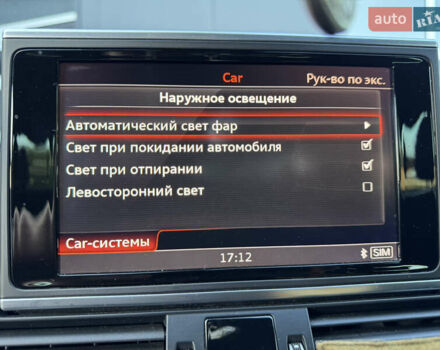 auto RIA
Car
Рук-во по экс.
Наружное освещение
Автоматический свет фар
Свет при покидании автомобиля
Свет при отпирании
Левосторонний свет
Car-системы
17:12
SIM